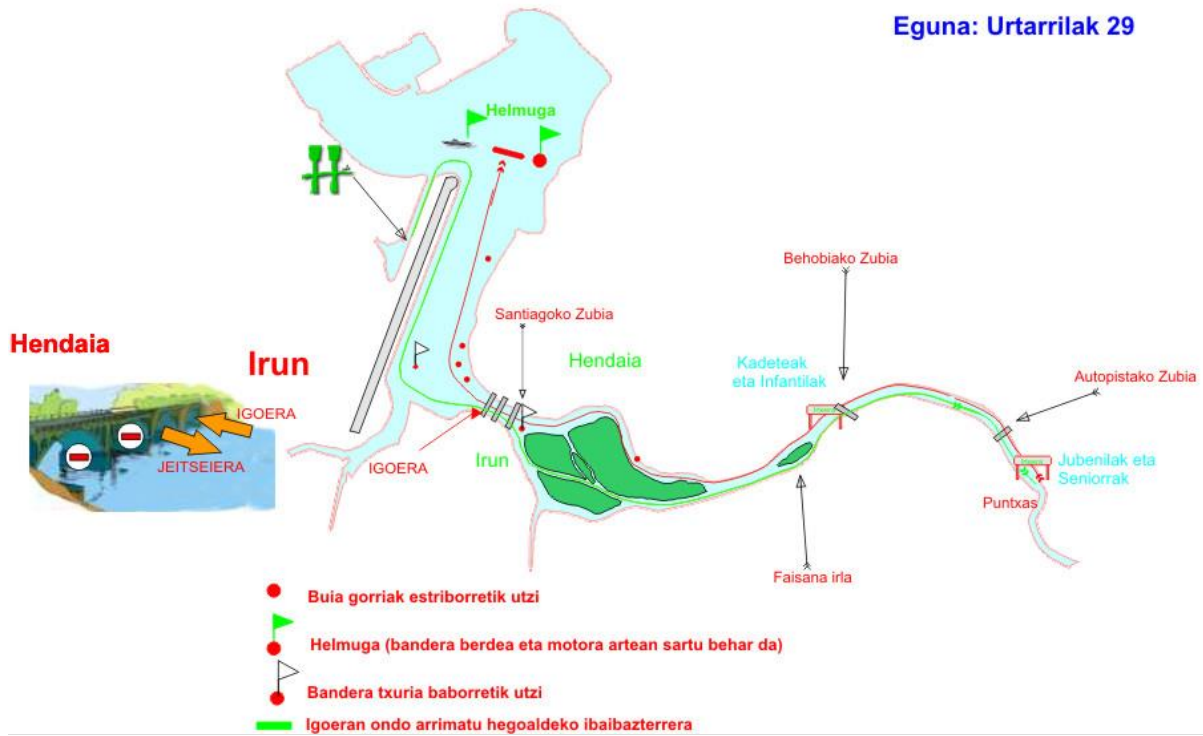 Eguna: Urtarrilak 29
Helmuga
Behobiako Zubia
Santiagoko Zubia
Hendaia
Hendaia
Irun
Kadeteak
eta Infantilak
Autopistako Zubia
IGOERA
JEITSEIERA
IGOERA
Irun
Jubenilak eta
Seniorrak
Puntxas
Faisana irla
Buia gorriak estriborretik utzi
Helmuga (bandera berdea eta motora artean sartu behar da)
Bandera txuria baborretik utzi
Igoeran ondo arrimatu hegoaldeko ibaibazterrera